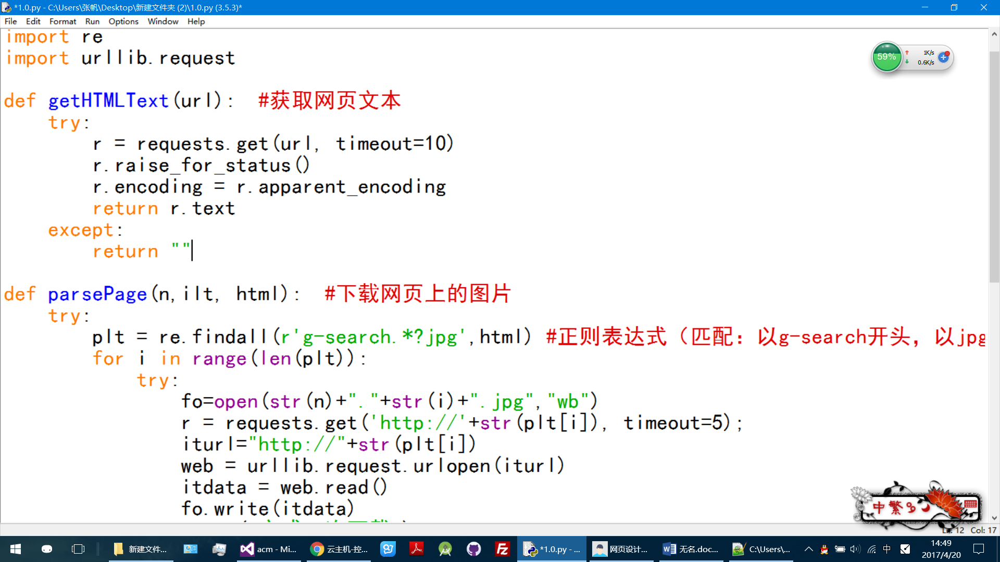 *1.0.py - C:\Users\张帆\Desktop\新建文件夹 (2)\1.0.py (3.5.3)*
File Edit Format Run Options Window Help
import re
import urllib.request
59%
1K/s
0.6K/s
def getHTMLText(url):  #获取网页文本
    try:
        r = requests.get(url, timeout=10)
        r.raise_for_status()
        r.encoding = r.apparent_encoding
        return r.text
    except:
        return ""
def parsePage(n,ilt, html):  #下载网页上的图片
    try:
        plt = re.findall(r'g-search.*?jpg',html) #正则表达式（匹配：以g-search开头，以jpg
        for i in range(len(plt)):
            try:
                fo=open(str(n)+"."+str(i)+".jpg","wb")
                r = requests.get('http://'+str(plt[i]), timeout=5);
                iturl="http://"+str(plt[i])
                web = urllib.request.urlopen(iturl)
                itdata = web.read()
                fo.write(itdata)
中 繁
Ln: 12 Col: 17
新建文件... acm - Mi... 云主机-控... *1.0.py - ... 网页设计... 无名.doc... C:\Users\... 中 14:49
2017/4/20